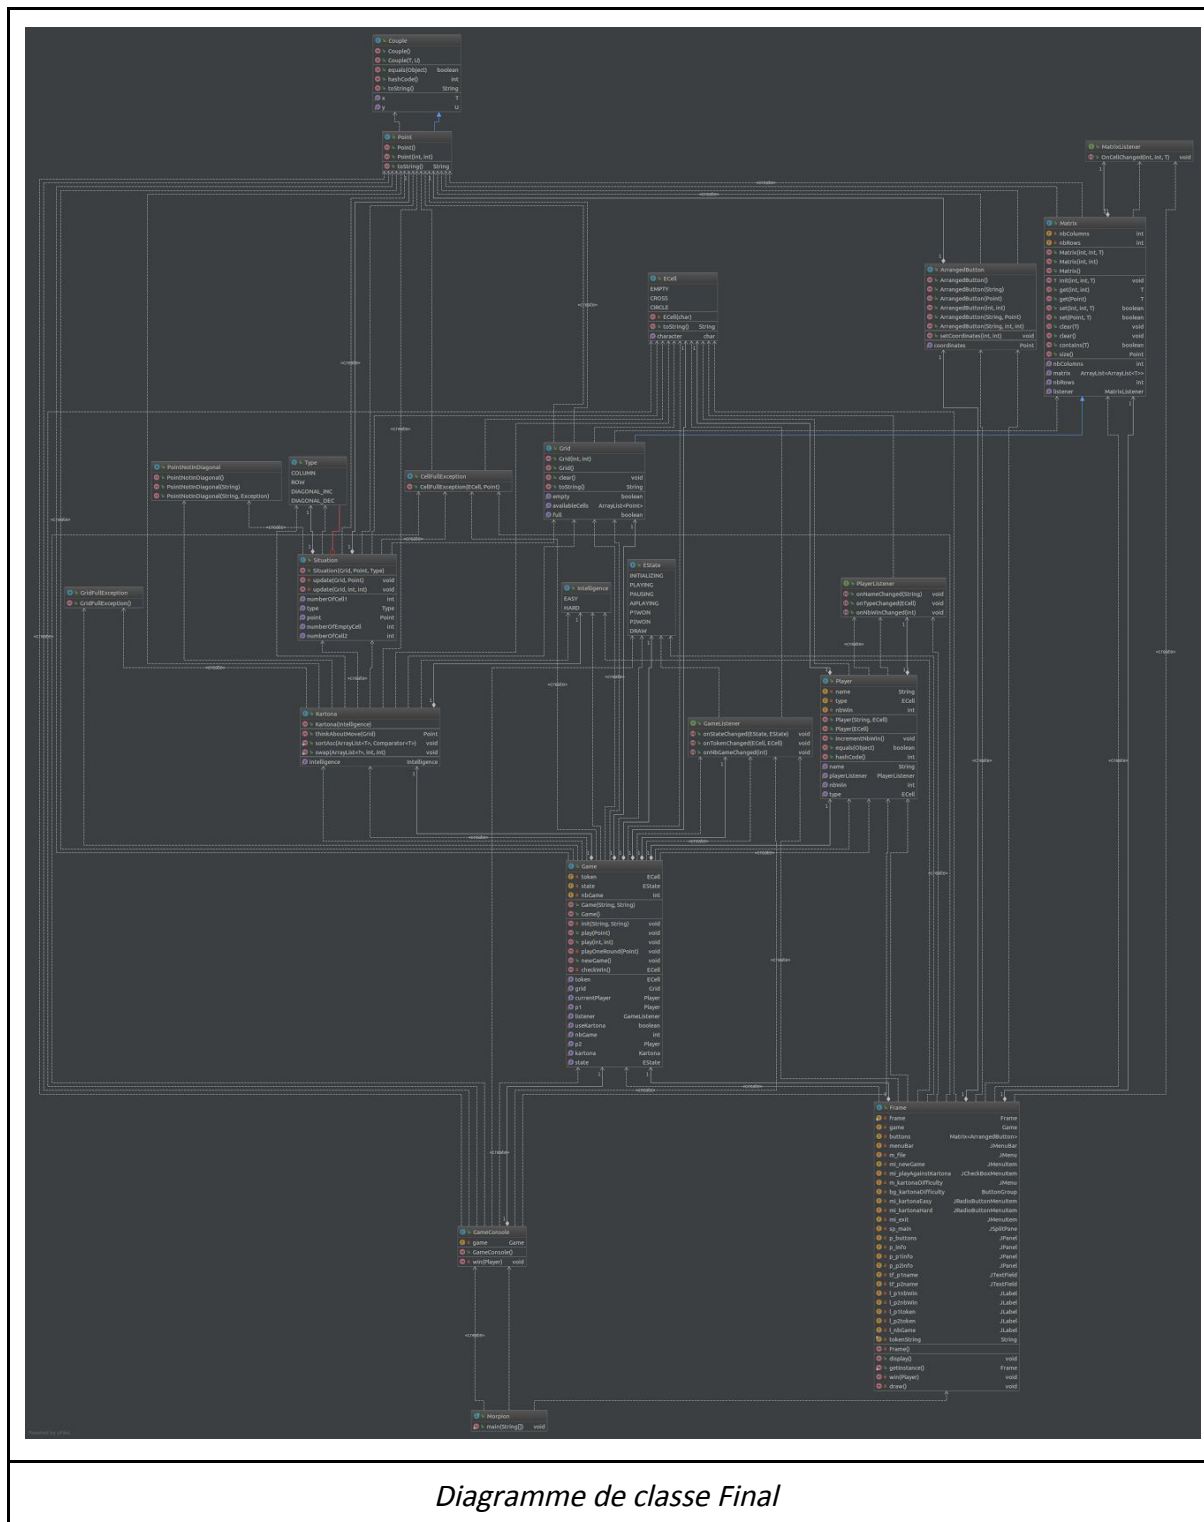 Couple
Couple()
Couple(T, U)
equals(Object) boolean
hashCode() int
toString() String
x T
y U
Point
Point()
Point(int, int)
toString() String
MatrixListener
OnCellChanged(int, int, T) void
Matrix
nbColumns int
nbRows int
Matrix(int, int, T)
Matrix(int, int)
Matrix()
init(int, int) void
get(int, int) T
get(Point) T
set(int, int, T) boolean
set(Point, T) boolean
clear(T) void
clear() void
contains(T) boolean
size() Point
nbColumns int
matrix ArrayList<ArrayList<T>>
nbRows int
listener MatrixListener
ArrangedButton
ArrangedButton()
ArrangedButton(String)
ArrangedButton(Point)
ArrangedButton(int, int)
ArrangedButton(String, Point)
ArrangedButton(String, int, int)
setCoordinates(int, int) void
coordinates Point
ECell
EMPTY
CROSS
CIRCLE
ECell(char)
toString() String
character char
Grid
Grid(int, int)
Grid()
clear() void
toString() String
empty boolean
availableCells ArrayList<Point>
full boolean
PointNotInDiagonal
PointNotInDiagonal()
PointNotInDiagonal(String)
PointNotInDiagonal(String, Exception)
Type
COLUMN
ROW
DIAGONAL_INC
DIAGONAL_DEC
CellFullException
CellFullException(ECell, Point)
Situation
Situation(Grid, Point, Type)
update(Grid, Point) void
update(Grid, int, int) void
numberOfCell1 int
type Type
point Point
numberOfEmptyCell int
numberOfCell2 int
GridFullException
GridFullException()
Intelligence
EASY
HARD
EState
INITIALIZING
PLAYING
PAUSING
AIPLAYING
P1WON
P2WON
DRAW
PlayerListener
onNameChanged(String) void
onTypeChanged(ECell) void
onNbWinChanged(int) void
Player
name String
type ECell
nbWin int
Player(String, ECell)
Player(ECell)
incrementNbWin() void
equals(Object) boolean
hashCode() int
name String
playerListener PlayerListener
nbWin int
type ECell
Kartona
Kartona(Intelligence)
thinkAboutMove(Grid) Point
sortAsc(ArrayList<T>, Comparator<T>) void
swap(ArrayList<T>, int, int) void
intelligence Intelligence
GameListener
onStateChanged(EState, EState) void
onTokenChanged(ECell, ECell) void
onNbGameChanged(int) void
Game
token ECell
state EState
nbGame int
Game(String, String)
Game()
init(String, String) void
play(Point) void
play(int, int) void
playOneRound(Point) void
newGame() void
checkWin() ECell
token ECell
grid Grid
currentPlayer Player
p1 Player
listener GameListener
useKartona boolean
nbGame int
p2 Player
kartona Kartona
state EState
Frame
frame Frame
game Game
buttons Matrix<ArrangedButton>
menuBar JMenuBar
m_file JMenu
mi_newGame JMenuItem
mi_playAgainstKartona JCheckBoxMenuItem
m_kartonaDifficulty JMenu
bg_kartonaDifficulty ButtonGroup
mi_kartonaEasy JRadioButtonMenuItem
mi_kartonaHard JRadioButtonMenuItem
mi_exit JMenuItem
sp_main JSplitPane
p_buttons JPanel
p_info JPanel
p_p1info JPanel
p_p2info JPanel
tf_p1name JTextField
tf_p2name JTextField
l_p1nbWin JLabel
l_p2nbWin JLabel
l_p1token JLabel
l_p2token JLabel
l_nbGame JLabel
tokenString String
Frame()
display() void
getInstance() Frame
win(Player) void
draw() void
GameConsole
game Game
GameConsole()
win(Player) void
Morpion
main(String[]) void
Powered by yFiles
Diagramme de classe Final